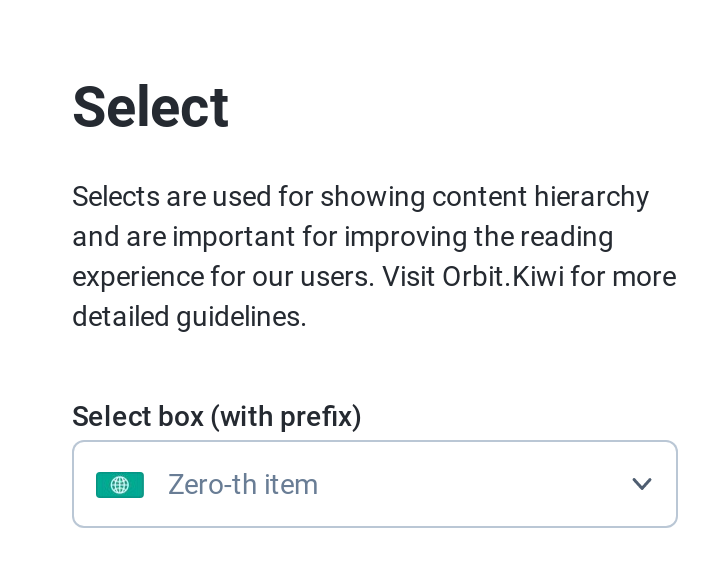 Select
Selects are used for showing content hierarchy
and are important for improving the reading
experience for our users. Visit Orbit.Kiwi for more
detailed guidelines.
Select box (with prefix)
Zero-th item